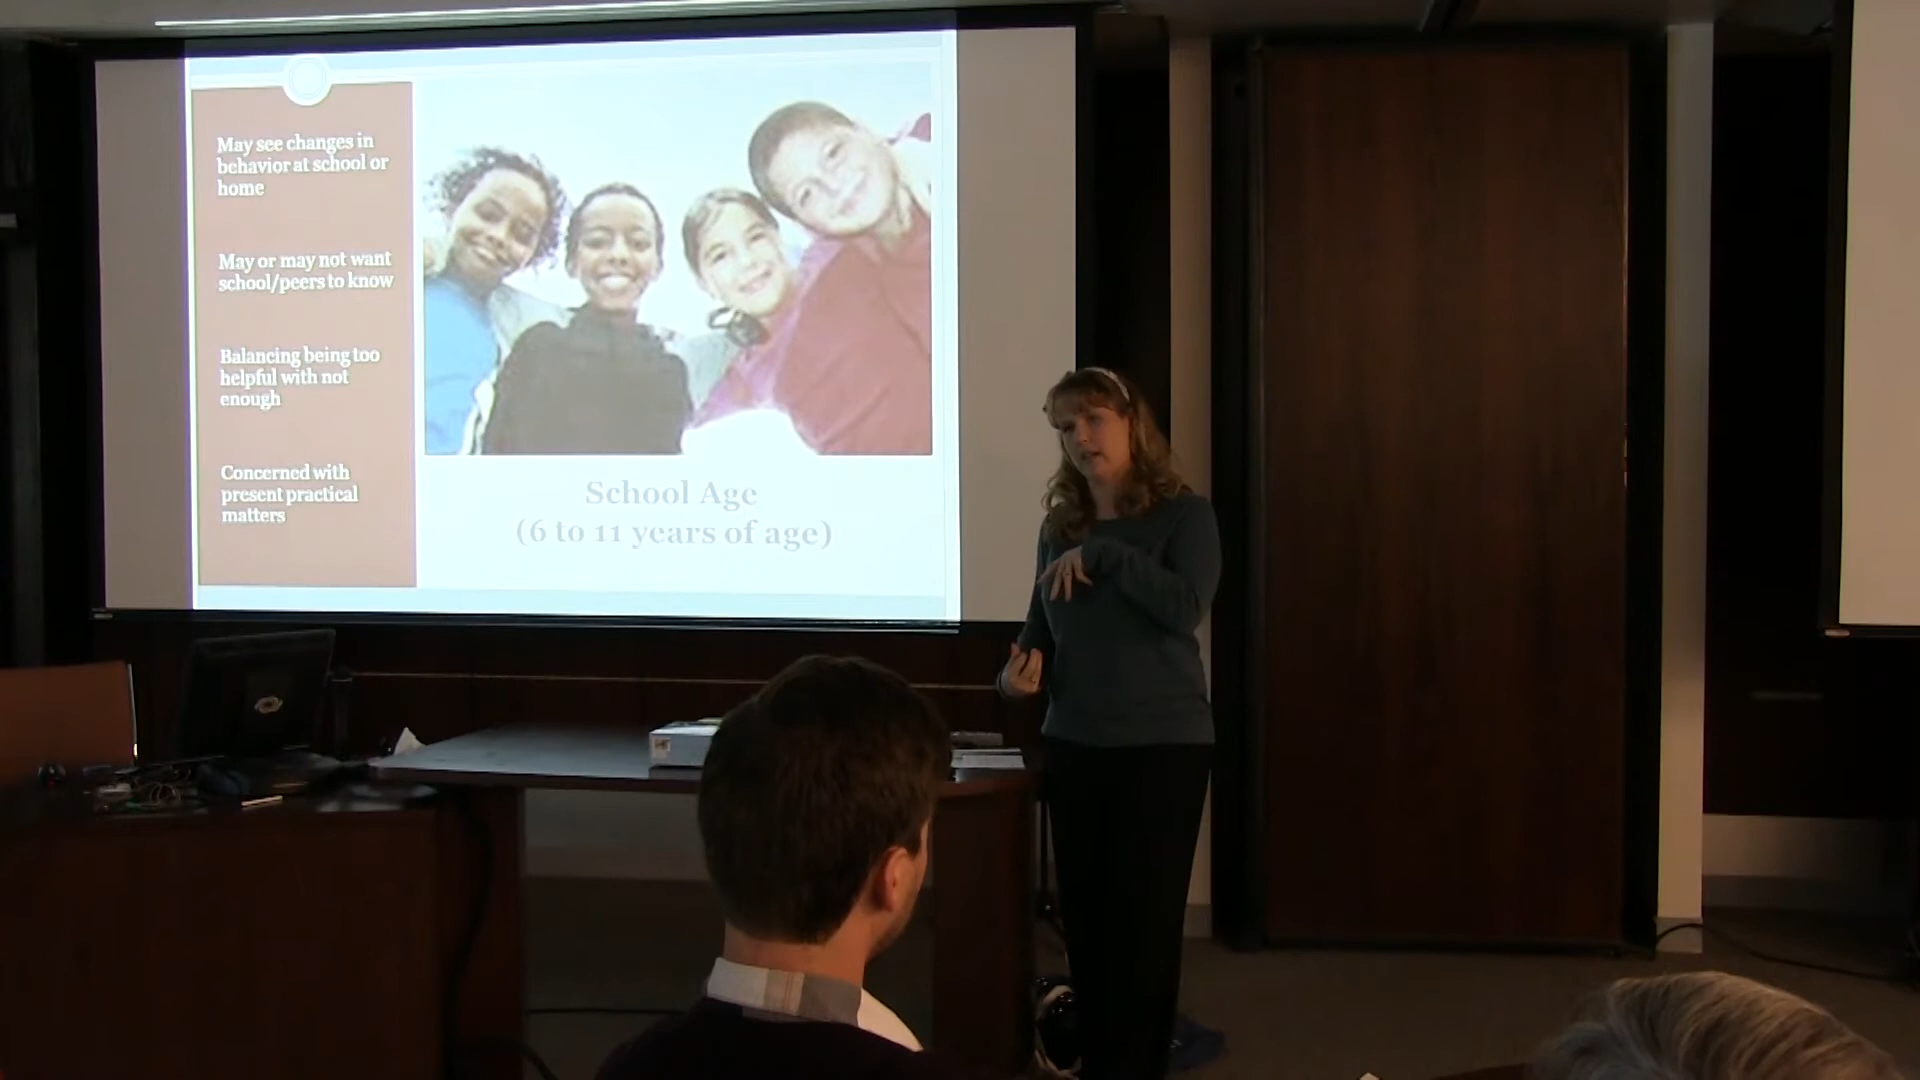 May see changes in
behavior at school or
home
May or may not want
school/peers to know
Balancing being too
helpful with not
enough
Concerned with
present practical
matters
School Age
(6 to 11 years of age)